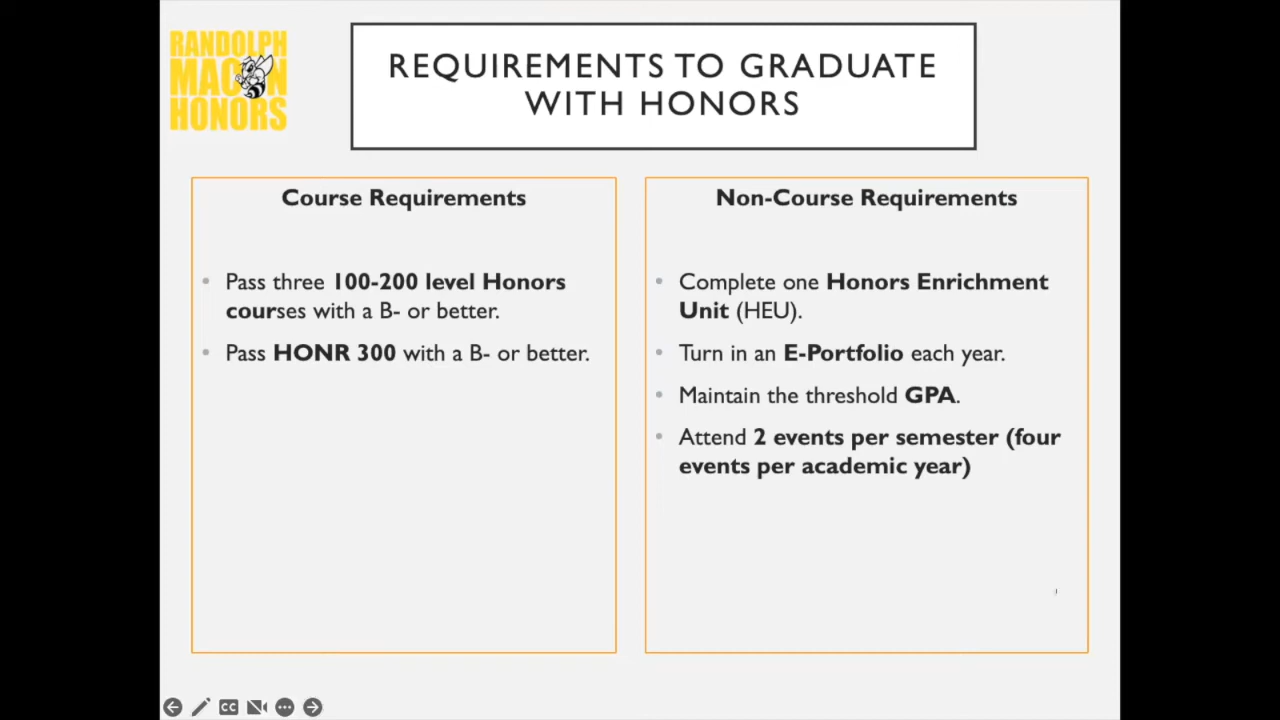 RANDOLPH
MACON
HONORS
REQUIREMENTS TO GRADUATE
WITH HONORS
Course Requirements
• Pass three 100-200 level Honors
courses with a B- or better.
• Pass HONR 300 with a B- or better.
Non-Course Requirements
• Complete one Honors Enrichment
Unit (HEU).
• Turn in an E-Portfolio each year.
• Maintain the threshold GPA.
• Attend 2 events per semester (four
events per academic year)
CC